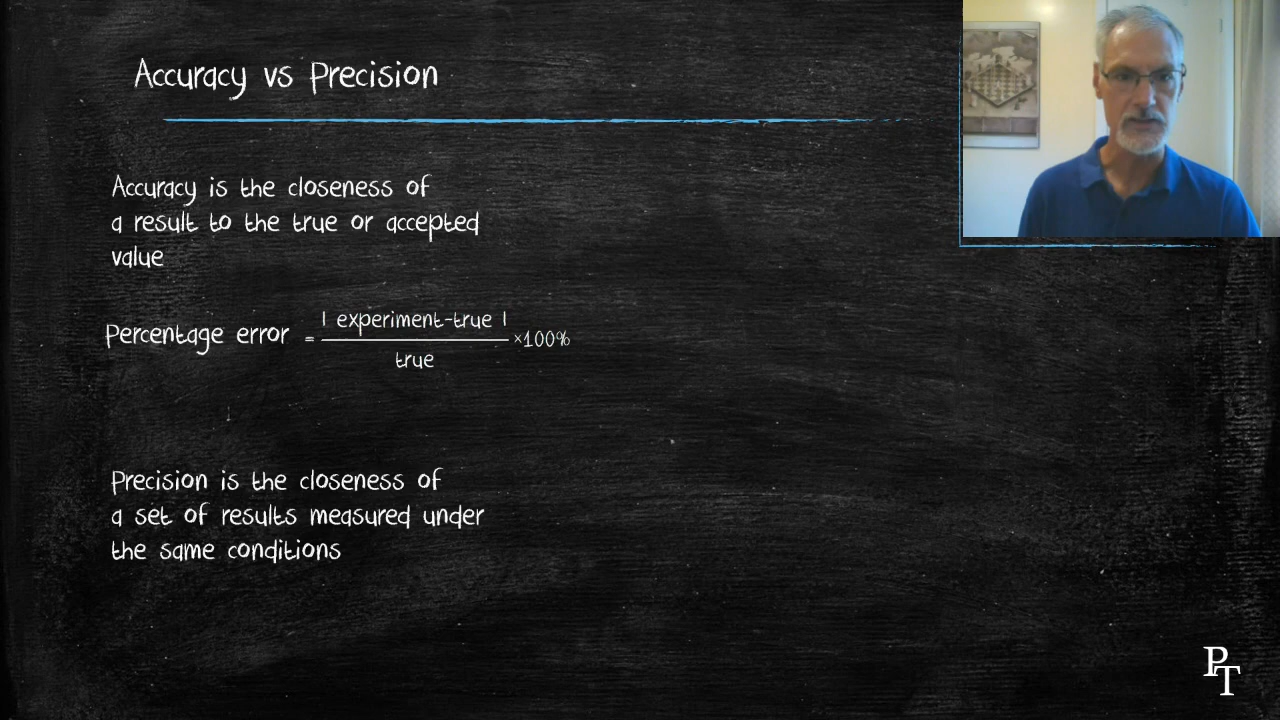 Accuracy vs Precision
Accuracy is the closeness of
a result to the true or accepted
value
Percentage error = | experiment-true | ×100%
true
Precision is the closeness of
a set of results measured under
the same conditions
PT